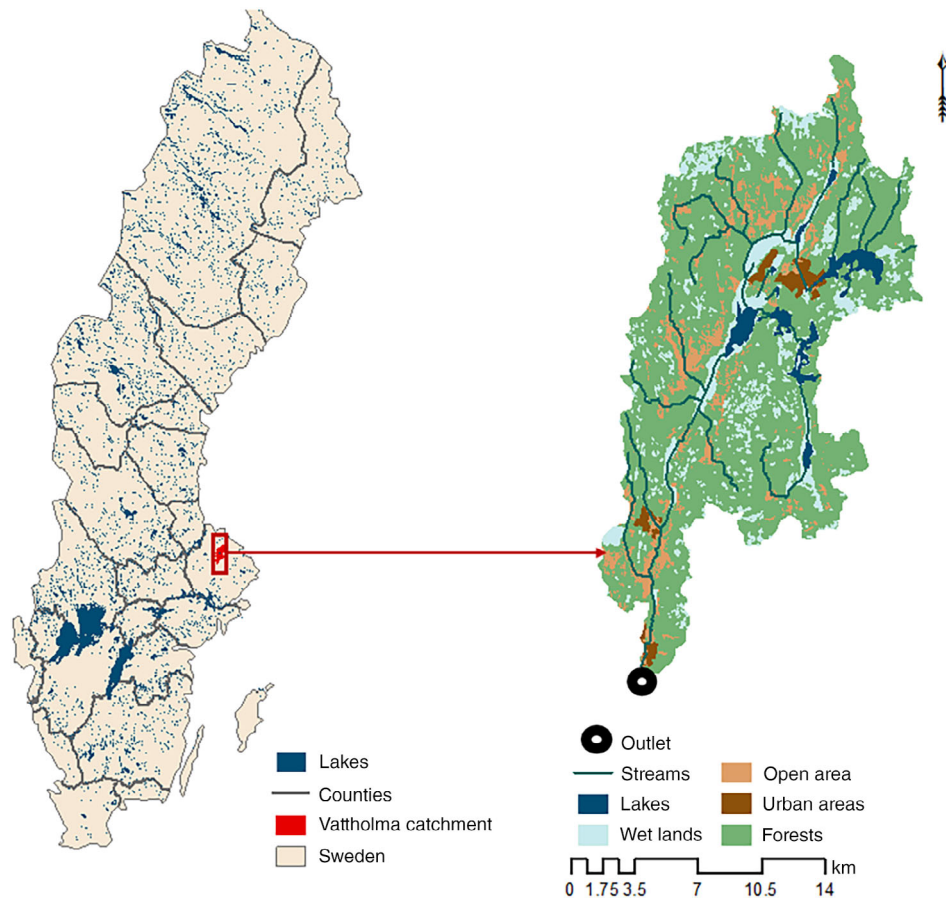 Lakes
Counties
Vattholma catchment
Sweden
Outlet
Streams
Lakes
Wet lands
Open area
Urban areas
Forests
km
0 1.75 3.5 7 10.5 14